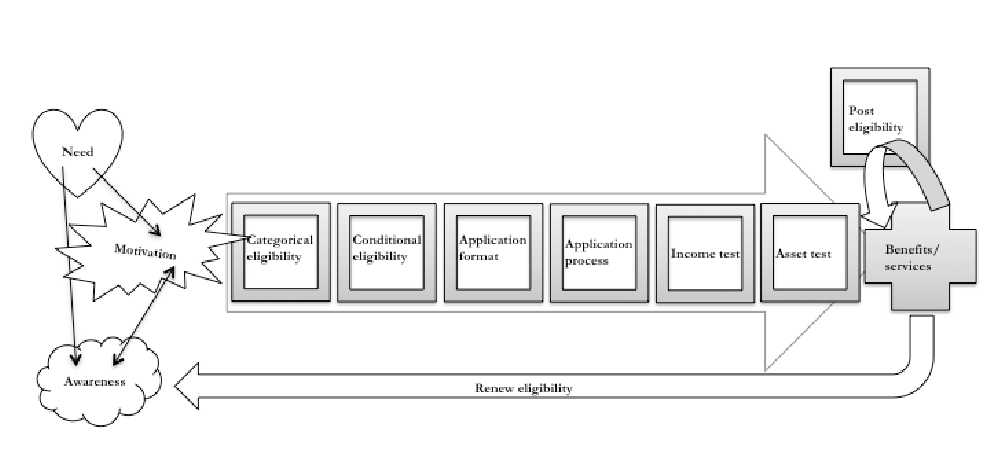 Post
eligibility
Need
Motivation
Categorical
eligibility
Conditional
eligibility
Application
format
Application
process
Income test
Asset test
Benefits/
services
Awareness
Renew eligibility